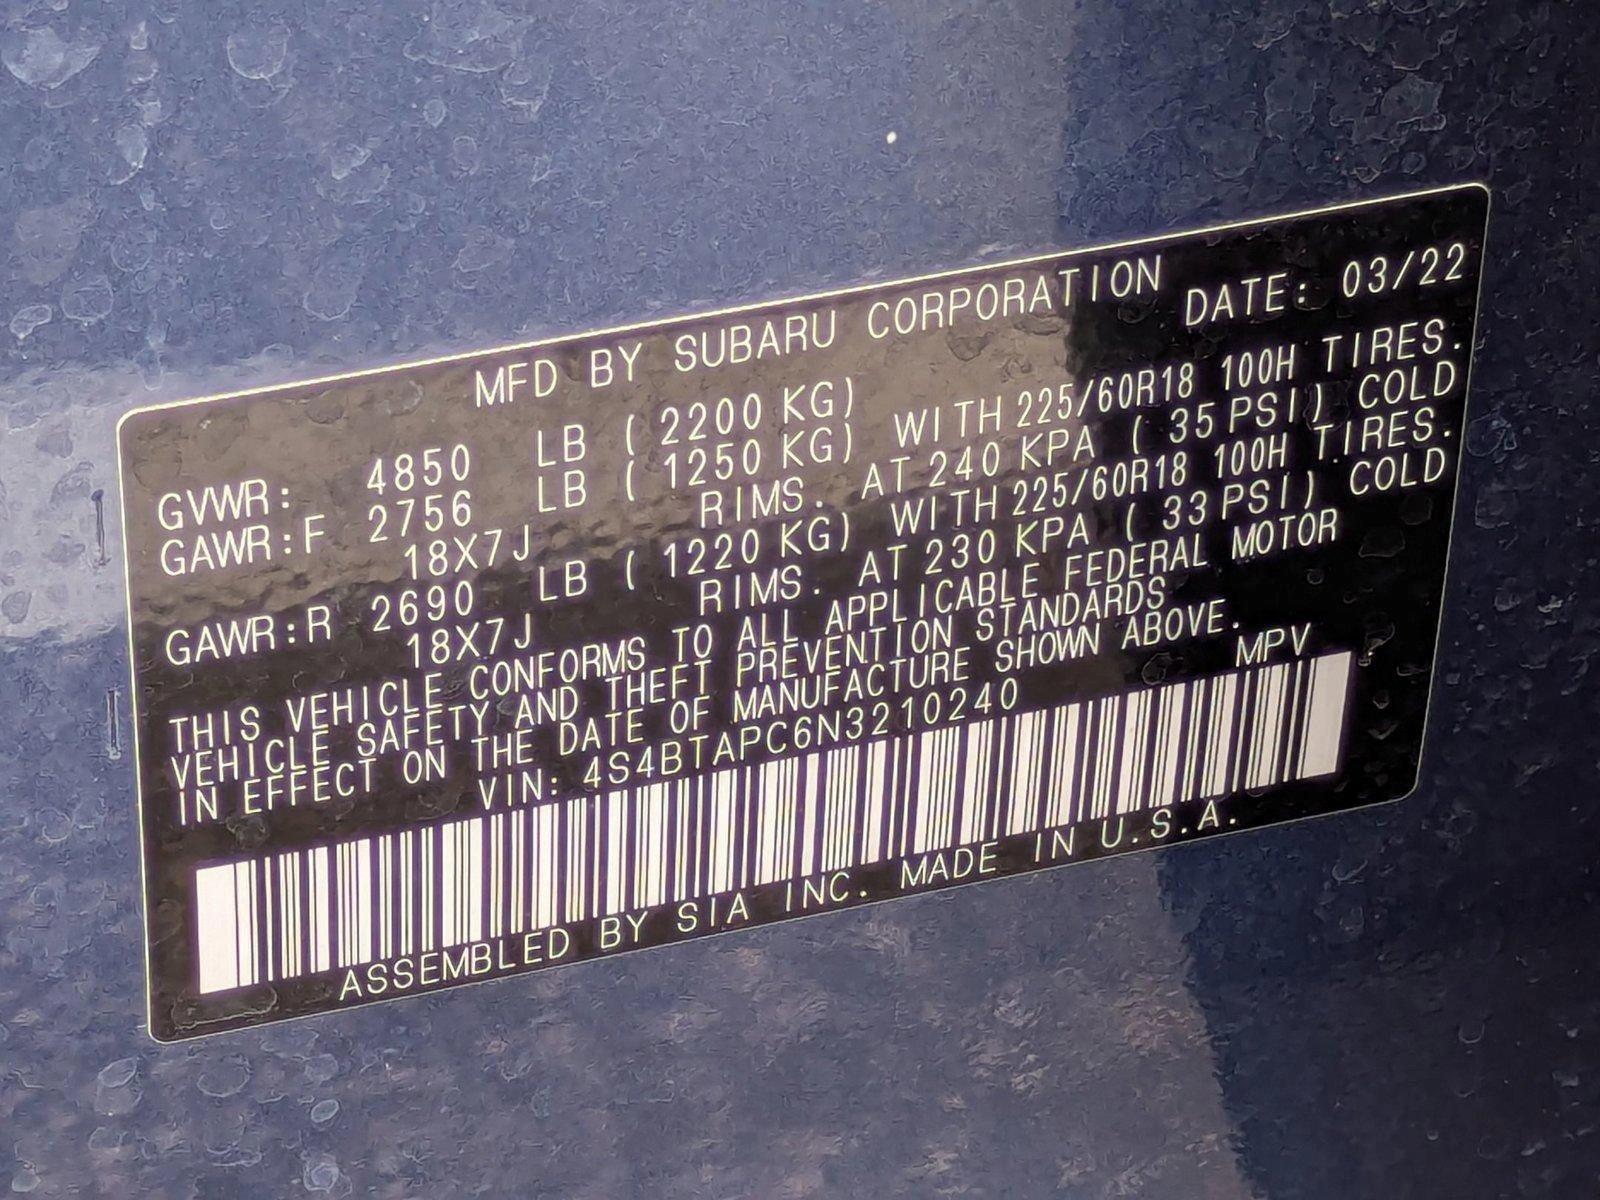 MFD BY SUBARU CORPORATION
DATE: 03/22
GVWR: 4850 LB ( 2200 KG)
GAWR:F 2756 LB ( 1250 KG) WITH 225/60R18 100H TIRES.
18X7J RIMS. AT 240 KPA ( 35 PSI) COLD
GAWR:R 2690 LB ( 1220 KG) WITH 225/60R18 100H TIRES.
18X7J RIMS. AT 230 KPA ( 33 PSI) COLD
THIS VEHICLE CONFORMS TO ALL APPLICABLE FEDERAL MOTOR
VEHICLE SAFETY AND THEFT PREVENTION STANDARDS
IN EFFECT ON THE DATE OF MANUFACTURE SHOWN ABOVE.
VIN: 4S4BTAPC6N3210240 MPV
ASSEMBLED BY SIA INC. MADE IN U.S.A.